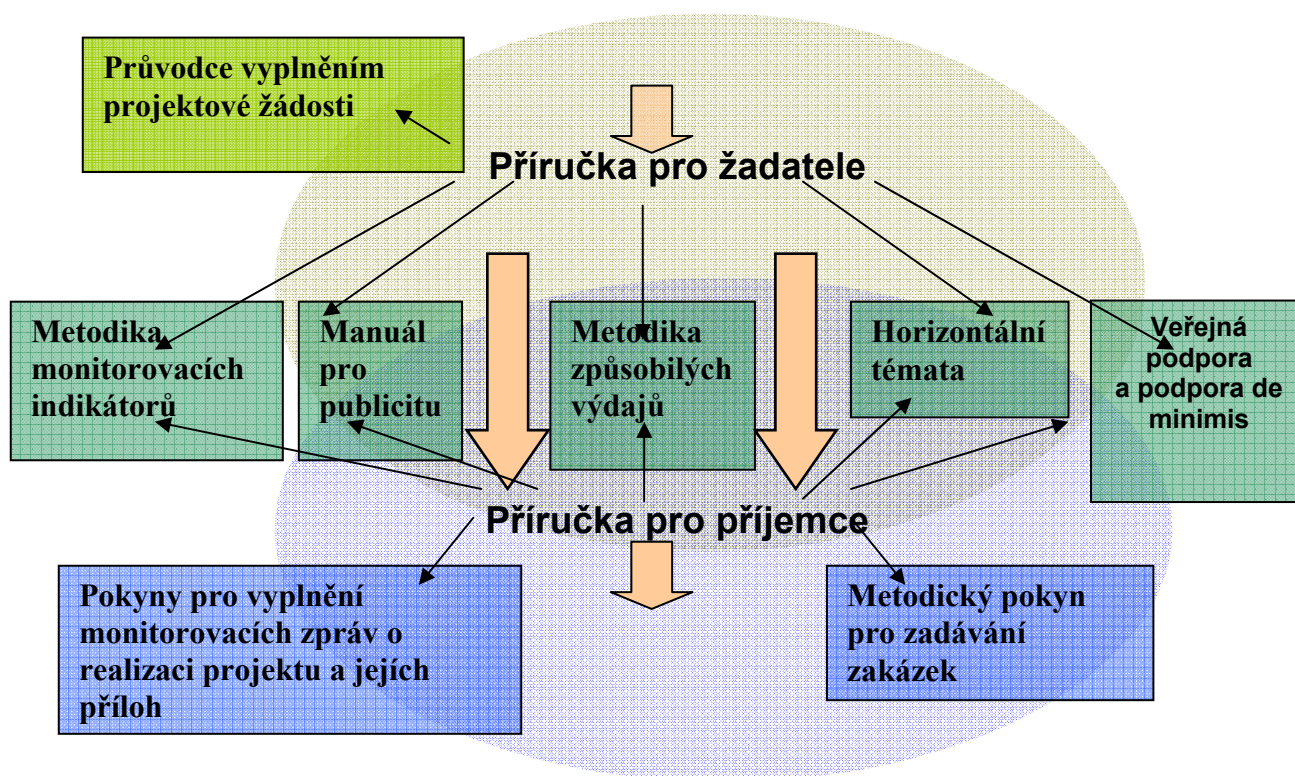 Průvodce vyplněním
projektové žádosti
Příručka pro žadatele
Metodika
monitorovacích
indikátorů
Manuál
pro
publicitu
Metodika
způsobilých
výdajů
Horizontální
témata
Veřejná
podpora
a podpora de
minimis
Příručka pro příjemce
Pokyny pro vyplnění
monitorovacích zpráv o
realizaci projektu a jejích
příloh
Metodický pokyn
pro zadávání
zakázek